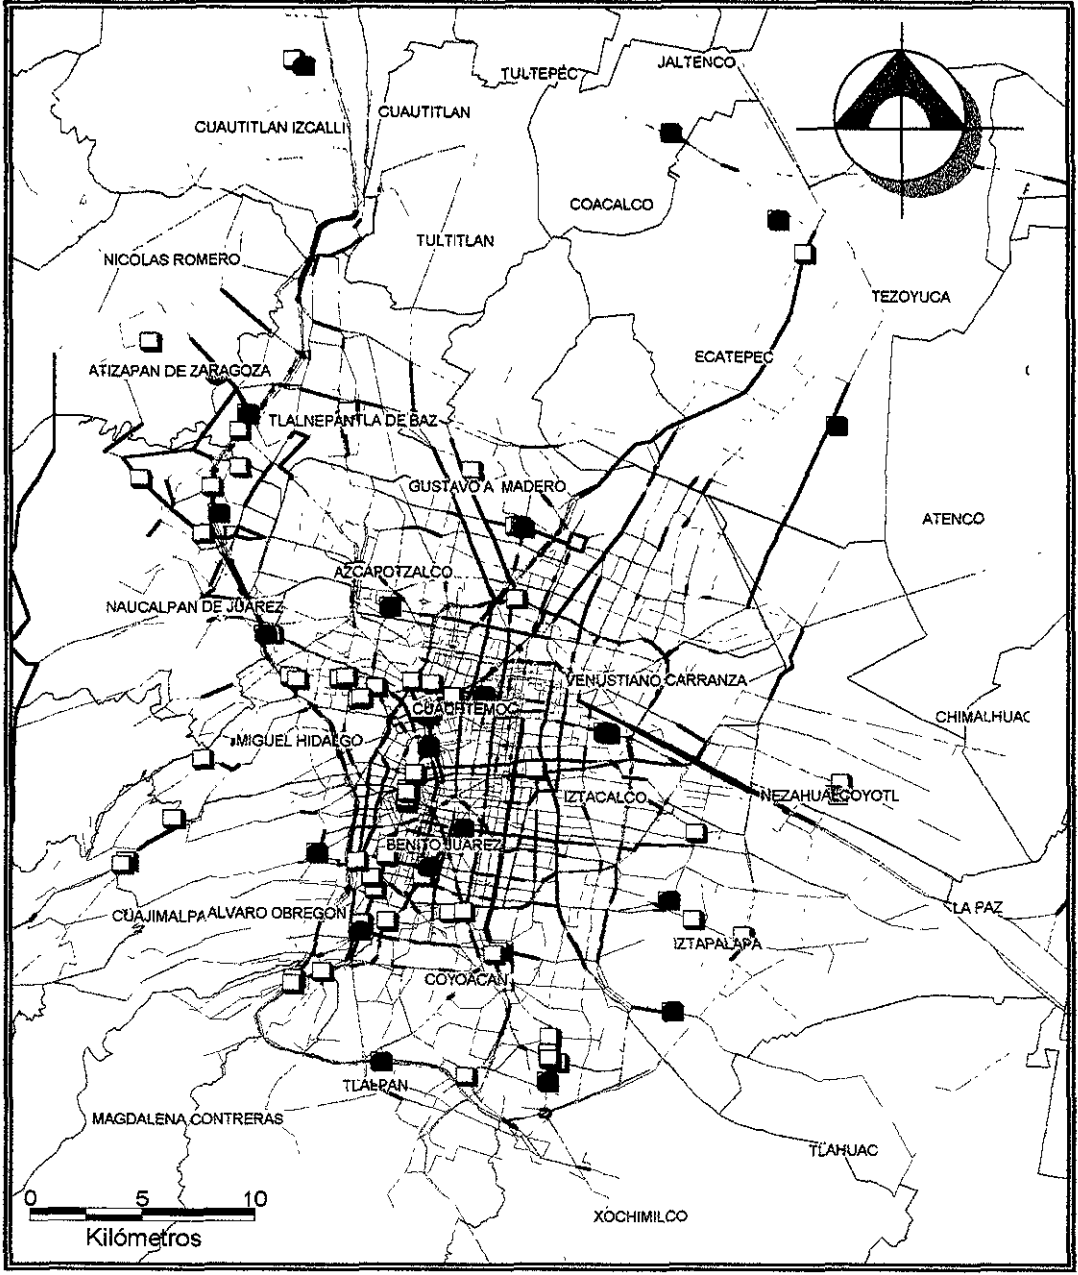 JALTENCO
TULTEPEC
CUAUTITLAN
CUAUTITLAN IZCALLI
COACALCO
TULTITLAN
NICOLAS ROMERO
TEZOYUCA
ECATEPEC
ATIZAPAN DE ZARAGOZA
TLALNEPANTLA DE BAZ
GUSTAVO A MADERO
ATENCO
AZCAPOTZALCO
NAUCALPAN DE JUAREZ
VENUSTIANO CARRANZA
CUAUHTEMOC
CHIMALHUAC
MIGUEL HIDALGO
IZTACALCO
NEZAHUALCOYOTL
BENITO JUAREZ
LA PAZ
CUAJIMALPA ALVARO OBREGON
IZTAPALAPA
COYOACAN
TLALPAN
MAGDALENA CONTRERAS
TLAHUAC
0 5 10
XOCHIMILCO
Kilómetros